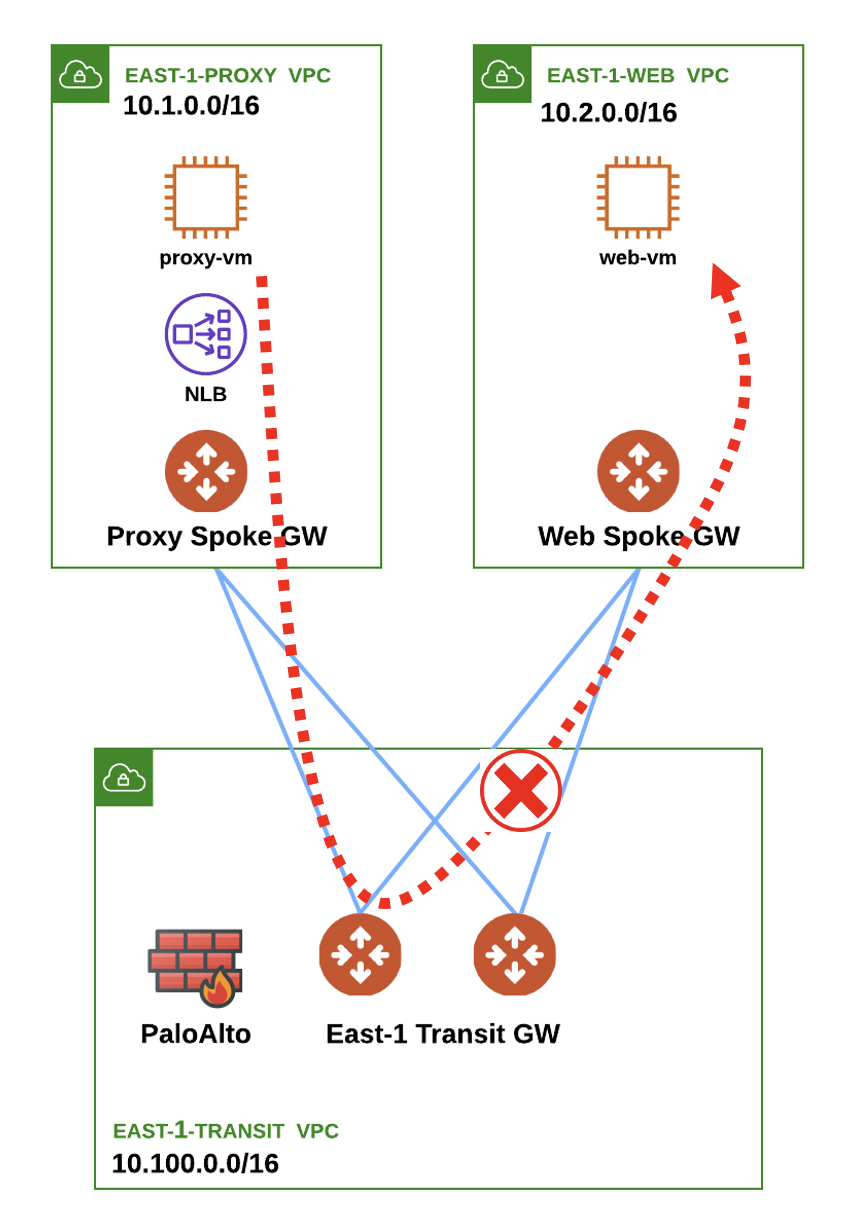 EAST-1-PROXY VPC
10.1.0.0/16
proxy-vm
NLB
Proxy Spoke GW
EAST-1-WEB VPC
10.2.0.0/16
web-vm
Web Spoke GW
PaloAlto
East-1 Transit GW
EAST-1-TRANSIT VPC
10.100.0.0/16